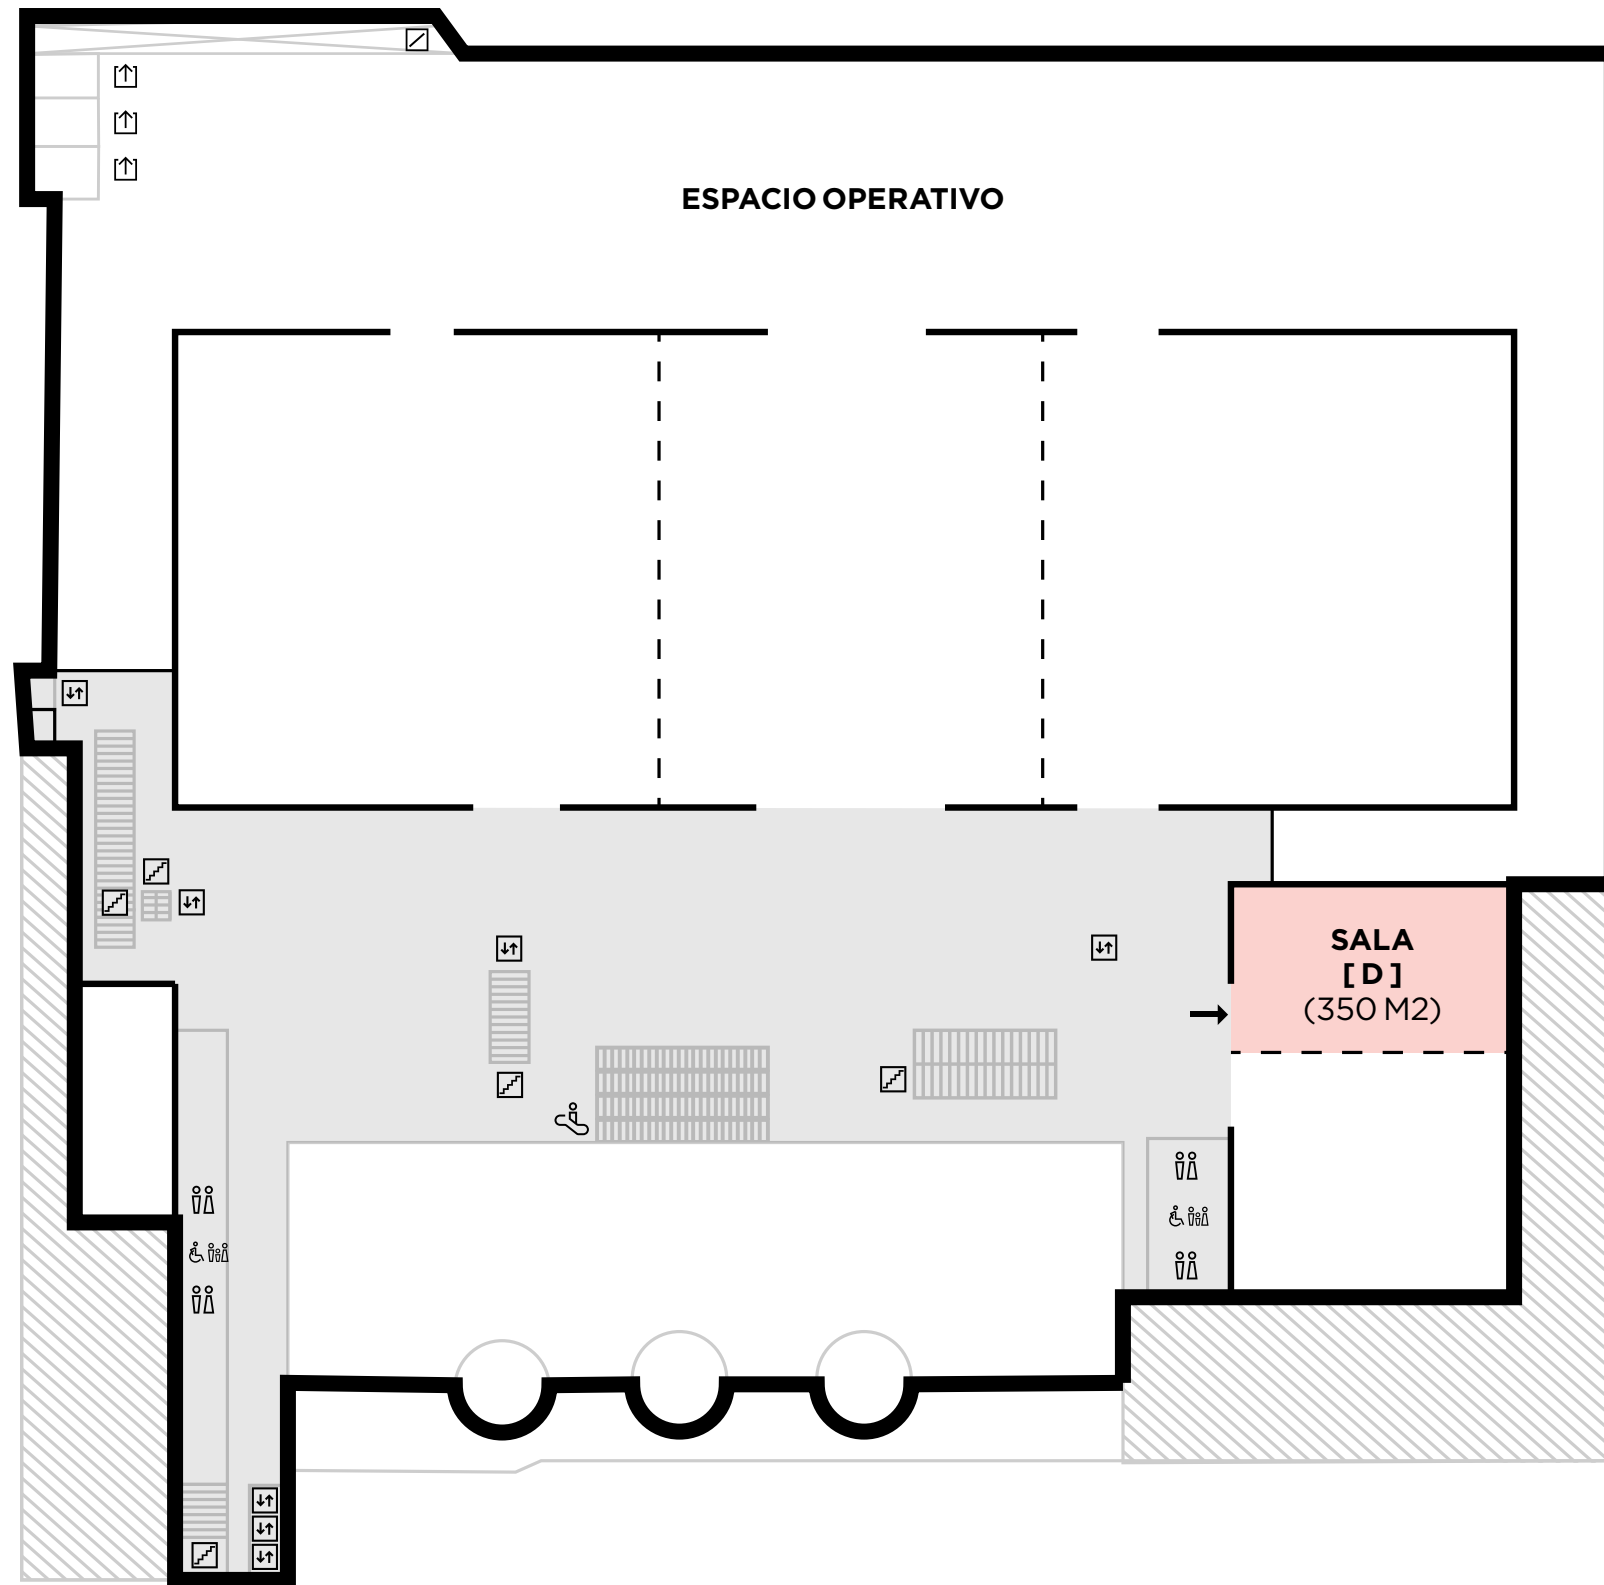 ESPACIO OPERATIVO
SALA
[ D ]
(350 M2)